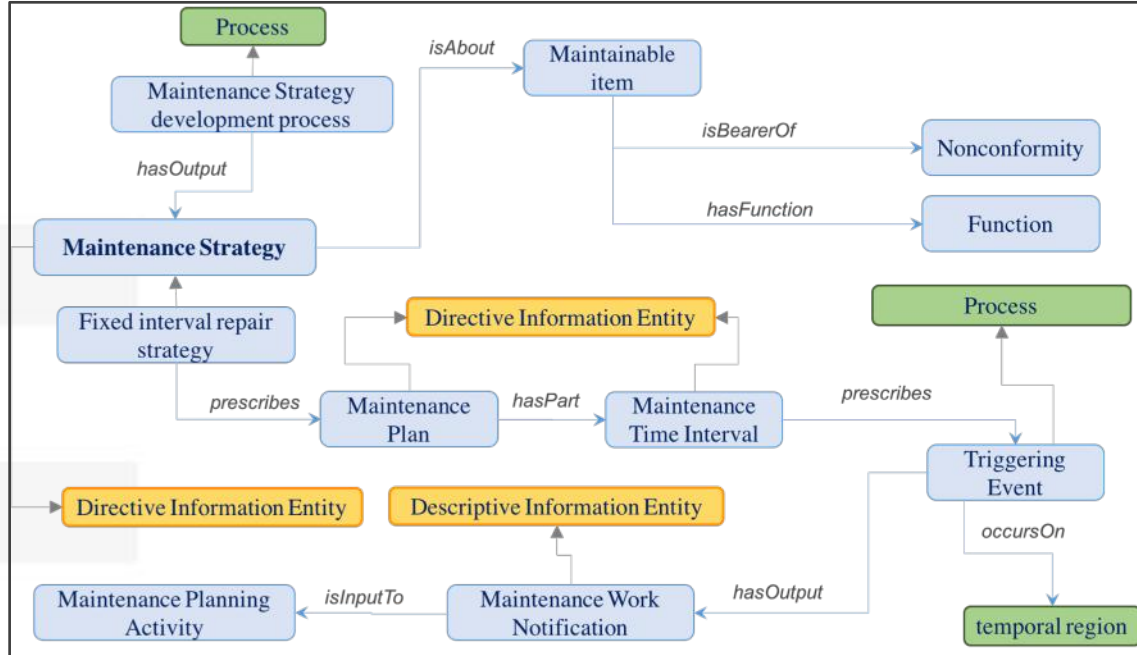 Process
isAbout
Maintainable
item
Maintenance Strategy
development process
isBearerOf
Nonconformity
hasOutput
hasFunction
Function
Maintenance Strategy
Process
Directive Information Entity
Fixed interval repair
strategy
prescribes
Maintenance
Plan
hasPart
Maintenance
Time Interval
prescribes
Triggering
Event
Directive Information Entity
Descriptive Information Entity
occursOn
Maintenance Planning
Activity
isInputTo
Maintenance Work
Notification
hasOutput
temporal region